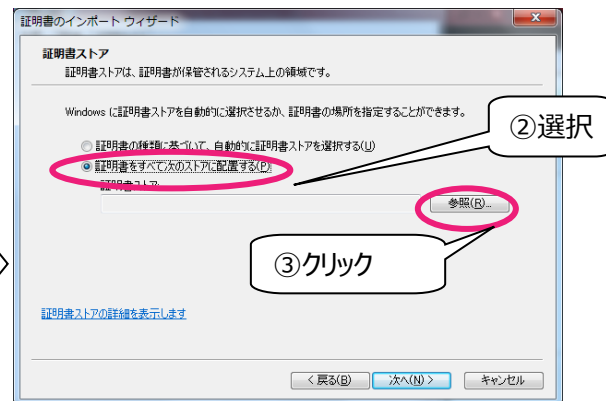 証明書のインポート ウィザード
証明書ストア
証明書ストアは、証明書が保管されるシステム上の領域です。
Windows に証明書ストアを自動的に選択させるか、証明書の場所を指定することができます。
②選択
証明書の種類に基づいて、自動的に証明書ストアを選択する(U)
証明書をすべて次のストアに配置する(P)
証明書ストア:
参照(R)...
③クリック
証明書ストアの詳細を表示します
< 戻る(B)
次へ(N) >
キャンセル